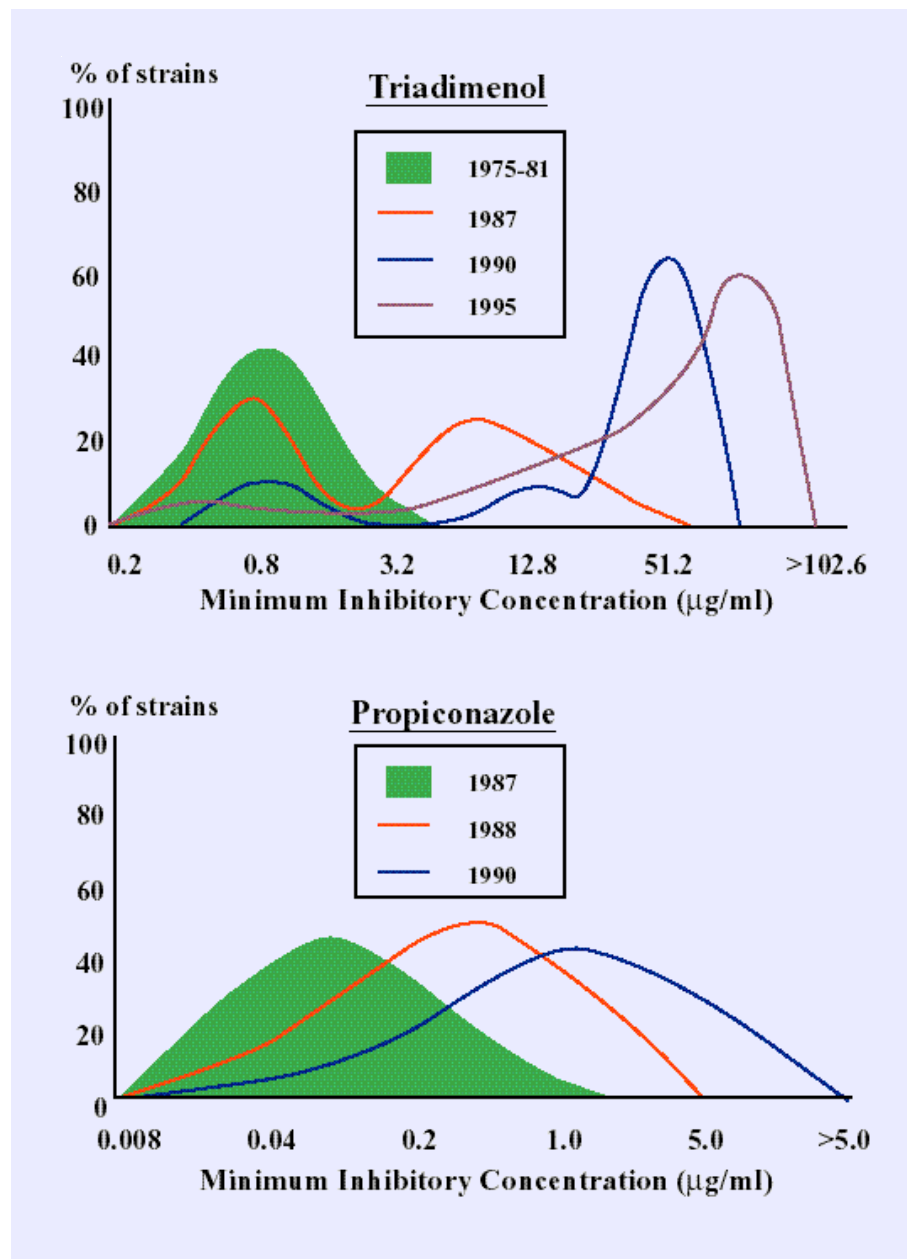 % of strains
Triadimenol
100
80
60
40
20
0
1975-81
1987
1990
1995
0.2 0.8 3.2 12.8 51.2 >102.6
Minimum Inhibitory Concentration (μg/ml)
% of strains
Propiconazole
100
80
60
40
20
0
1987
1988
1990
0.008 0.04 0.2 1.0 5.0 >5.0
Minimum Inhibitory Concentration (μg/ml)